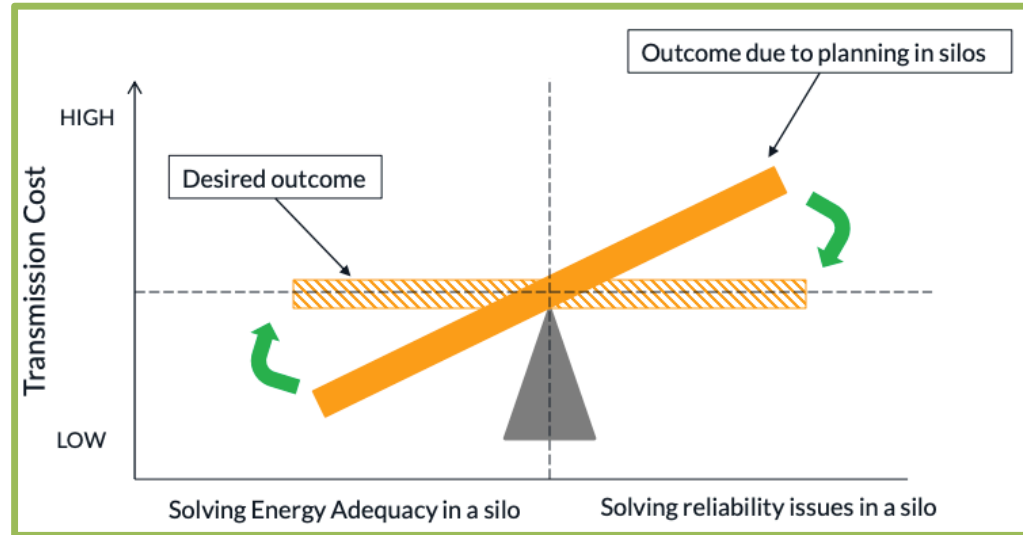 Outcome due to planning in silos
HIGH
Desired outcome
Transmission Cost
LOW
Solving Energy Adequacy in a silo
Solving reliability issues in a silo